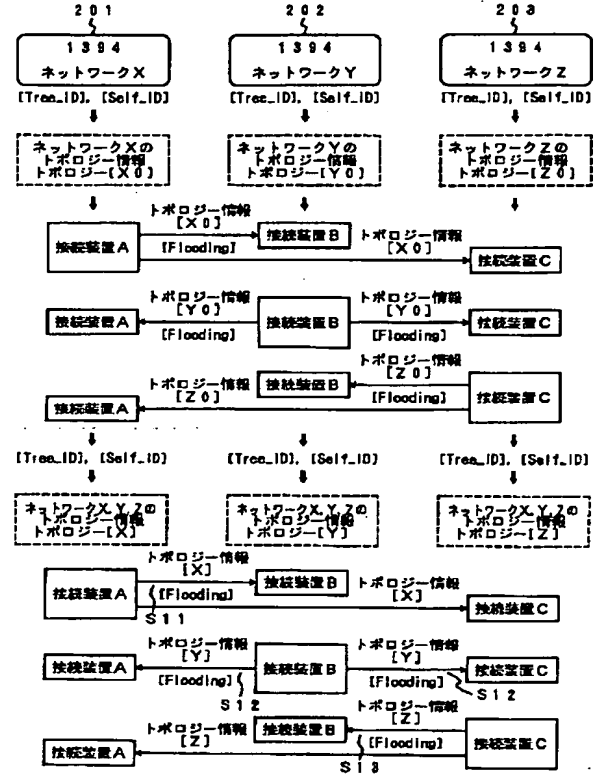 201 202 203
1394 1394 1394
ネットワークX ネットワークY ネットワークZ
[Tree_ID], [Self_ID] [Tree_ID], [Self_ID] [Tree_ID], [Self_ID]
ネットワークXの ネットワークYの ネットワークZの
トポロジー情報 トポロジー情報 トポロジー情報
トポロジー[X0] トポロジー[Y0] トポロジー[Z0]
トポロジー情報
[X0]
接続装置A
[Flooding]
接続装置B
トポロジー情報
[X0]
接続装置C
トポロジー情報 トポロジー情報
[Y0] [Y0]
接続装置A 接続装置B 接続装置C
[Flooding] [Flooding]
トポロジー情報
[Z0]
接続装置B
[Flooding]
トポロジー情報
[Z0]
接続装置A 接続装置C
[Tree_ID], [Self_ID] [Tree_ID], [Self_ID] [Tree_ID], [Self_ID]
ネットワークX,Y,Zの ネットワークX,Y,Zの ネットワークX,Y,Zの
トポロジー情報 トポロジー情報 トポロジー情報
トポロジー[X] トポロジー[Y] トポロジー[Z]
トポロジー情報
[X]
接続装置A
[Flooding]
S11
接続装置B
トポロジー情報
[X]
接続装置C
トポロジー情報 トポロジー情報
[Y] [Y]
接続装置A 接続装置B 接続装置C
[Flooding] [Flooding]
S12 S12
トポロジー情報
[Z]
接続装置B
[Flooding]
トポロジー情報
[Z]
接続装置A 接続装置C
S13